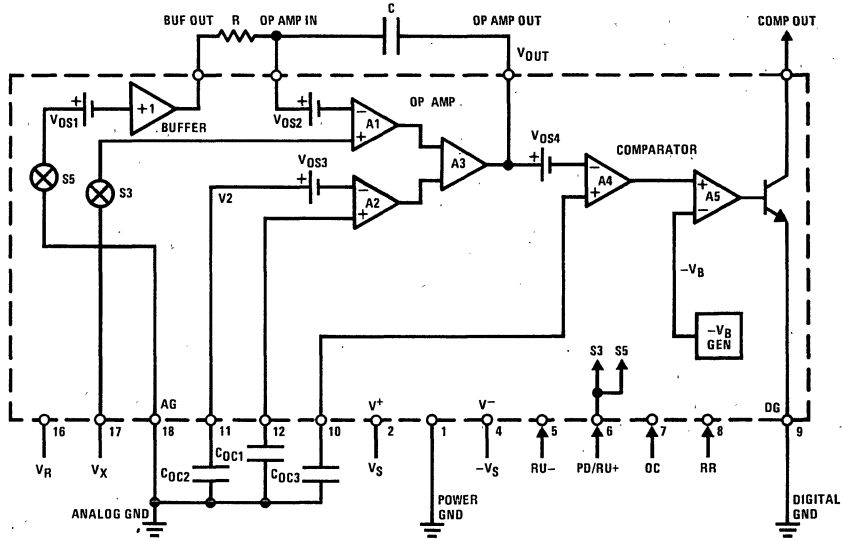 BUF OUT R OP AMP IN C OP AMP OUT COMP OUT
VOUT
+ +1 + OP AMP
VOS1 BUFFER VOS2 − A1 + VOS4
VOS3 A3 + COMPARATOR
S5 S3 V2 + − A2 + − A4 + + A5 −
−VB
−VB
GEN
S3 S5
AG V+ V− DG
16 17 18 11 12 10 2 1 4 5 6 7 8 9
VR VX COC2 COC1 COC3 VS −VS RU− PD/RU+ OC RR
ANALOG GND
POWER
GND
DIGITAL
GND